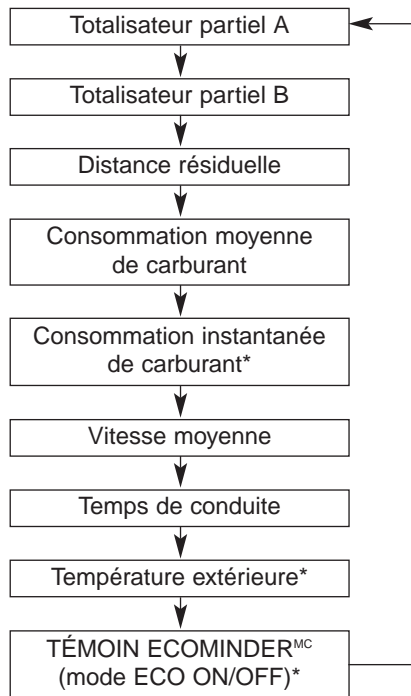 Totalisateur partiel A
Totalisateur partiel B
Distance résiduelle
Consommation moyenne
de carburant
Consommation instantanée
de carburant*
Vitesse moyenne
Temps de conduite
Température extérieure*
TÉMOIN ECOMINDERᴹᶜ
(mode ECO ON/OFF)*